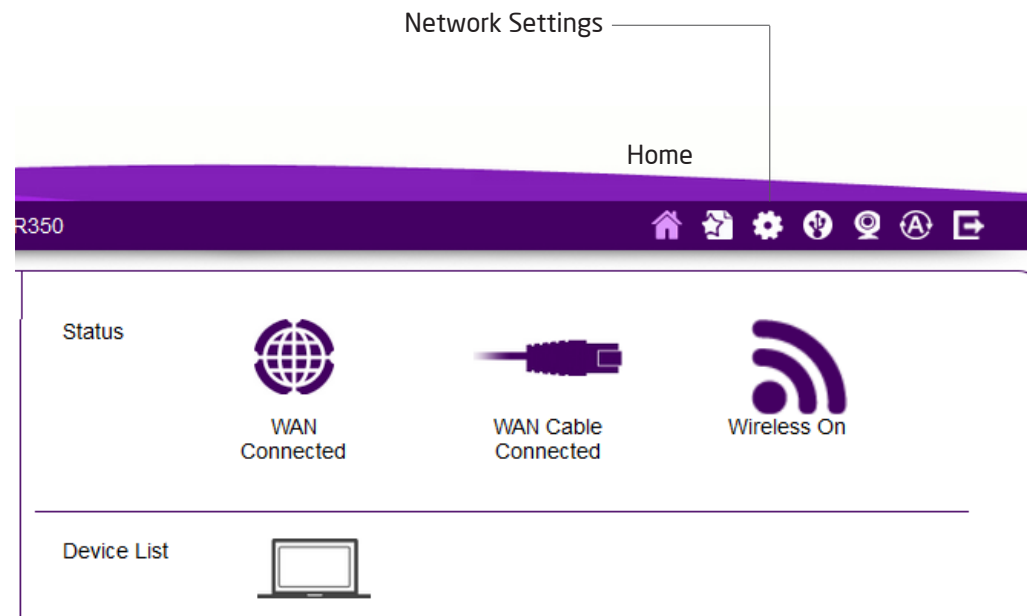 Network Settings
Home
R350
Status
WAN
Connected
WAN Cable
Connected
Wireless On
Device List